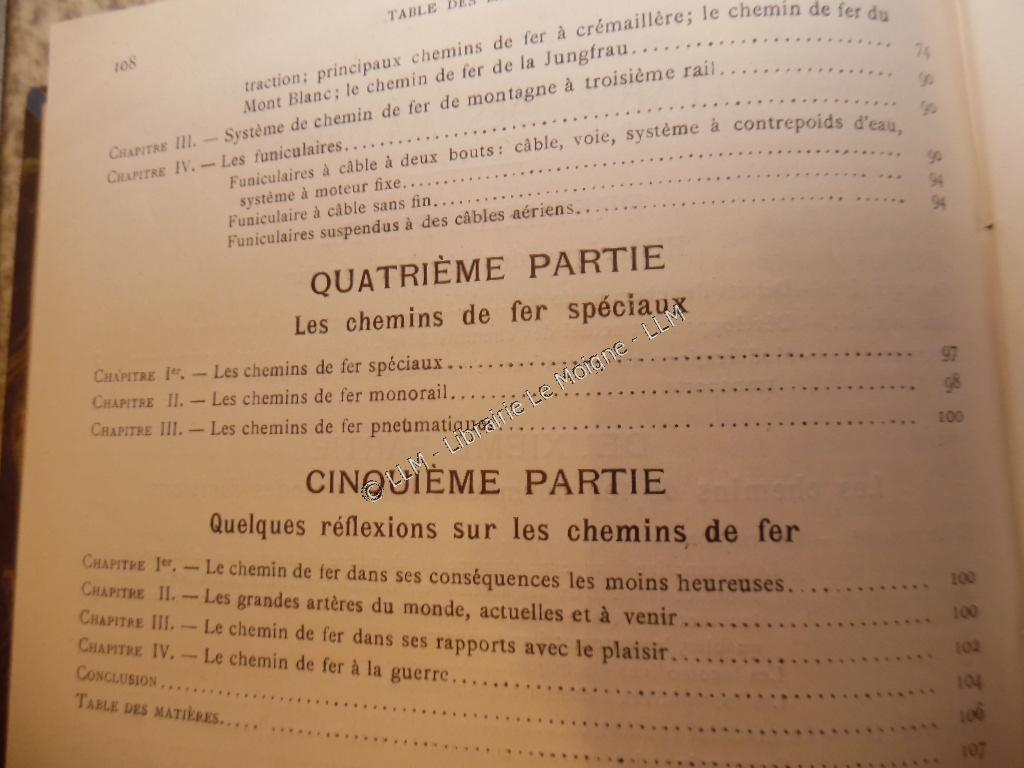 108
TABLE DES
traction; principaux chemins de fer à crémaillère; le chemin de fer du
Mont Blanc; le chemin de fer de la Jungfrau........ 74
CHAPITRE III. — Système de chemin de fer de montagne à troisième rail........ 90
CHAPITRE IV. — Les funiculaires........ 90
Funiculaires à câble à deux bouts: câble, voie, système à contrepoids d'eau,
système à moteur fixe........ 90
Funiculaire à câble sans fin........ 94
Funiculaires suspendus à des câbles aériens........ 94
QUATRIÈME PARTIE
Les chemins de fer spéciaux
CHAPITRE Ier. — Les chemins de fer spéciaux........ 97
CHAPITRE II. — Les chemins de fer monorail........ 98
CHAPITRE III. — Les chemins de fer pneumatiques........ 100
© LLM - Librairie Le Moigne - LLM
CINQUIÈME PARTIE
Quelques réflexions sur les chemins de fer
CHAPITRE Ier. — Le chemin de fer dans ses conséquences les moins heureuses........ 100
CHAPITRE II. — Les grandes artères du monde, actuelles et à venir........ 100
CHAPITRE III. — Le chemin de fer dans ses rapports avec le plaisir........ 102
CHAPITRE IV. — Le chemin de fer à la guerre........ 104
CONCLUSION........ 106
TABLE DES MATIÈRES........ 107